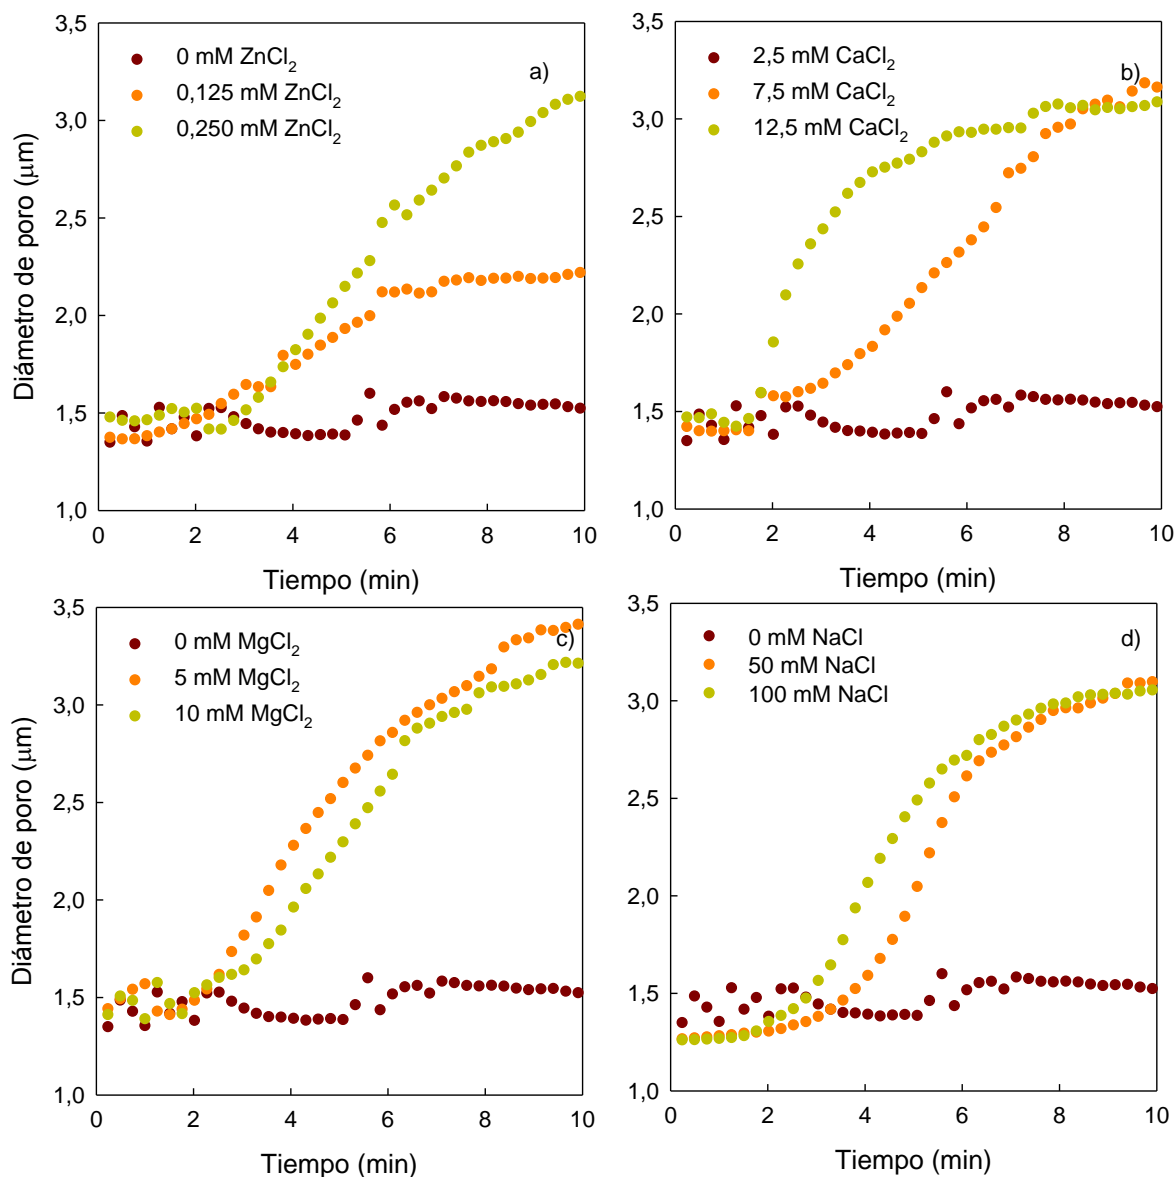 3,5
3,0
2,5
2,0
1,5
1,0
Diámetro de poro (μm)
0 mM ZnCl₂
0,125 mM ZnCl₂
0,250 mM ZnCl₂
a)
0 2 4 6 8 10
Tiempo (min)
3,5
3,0
2,5
2,0
1,5
1,0
2,5 mM CaCl₂
7,5 mM CaCl₂
12,5 mM CaCl₂
b)
0 2 4 6 8 10
Tiempo (min)
3,5
3,0
2,5
2,0
1,5
1,0
Diámetro de poro (μm)
0 mM MgCl₂
5 mM MgCl₂
10 mM MgCl₂
c)
0 2 4 6 8 10
Tiempo (min)
3,5
3,0
2,5
2,0
1,5
1,0
0 mM NaCl
50 mM NaCl
100 mM NaCl
d)
0 2 4 6 8 10
Tiempo (min)